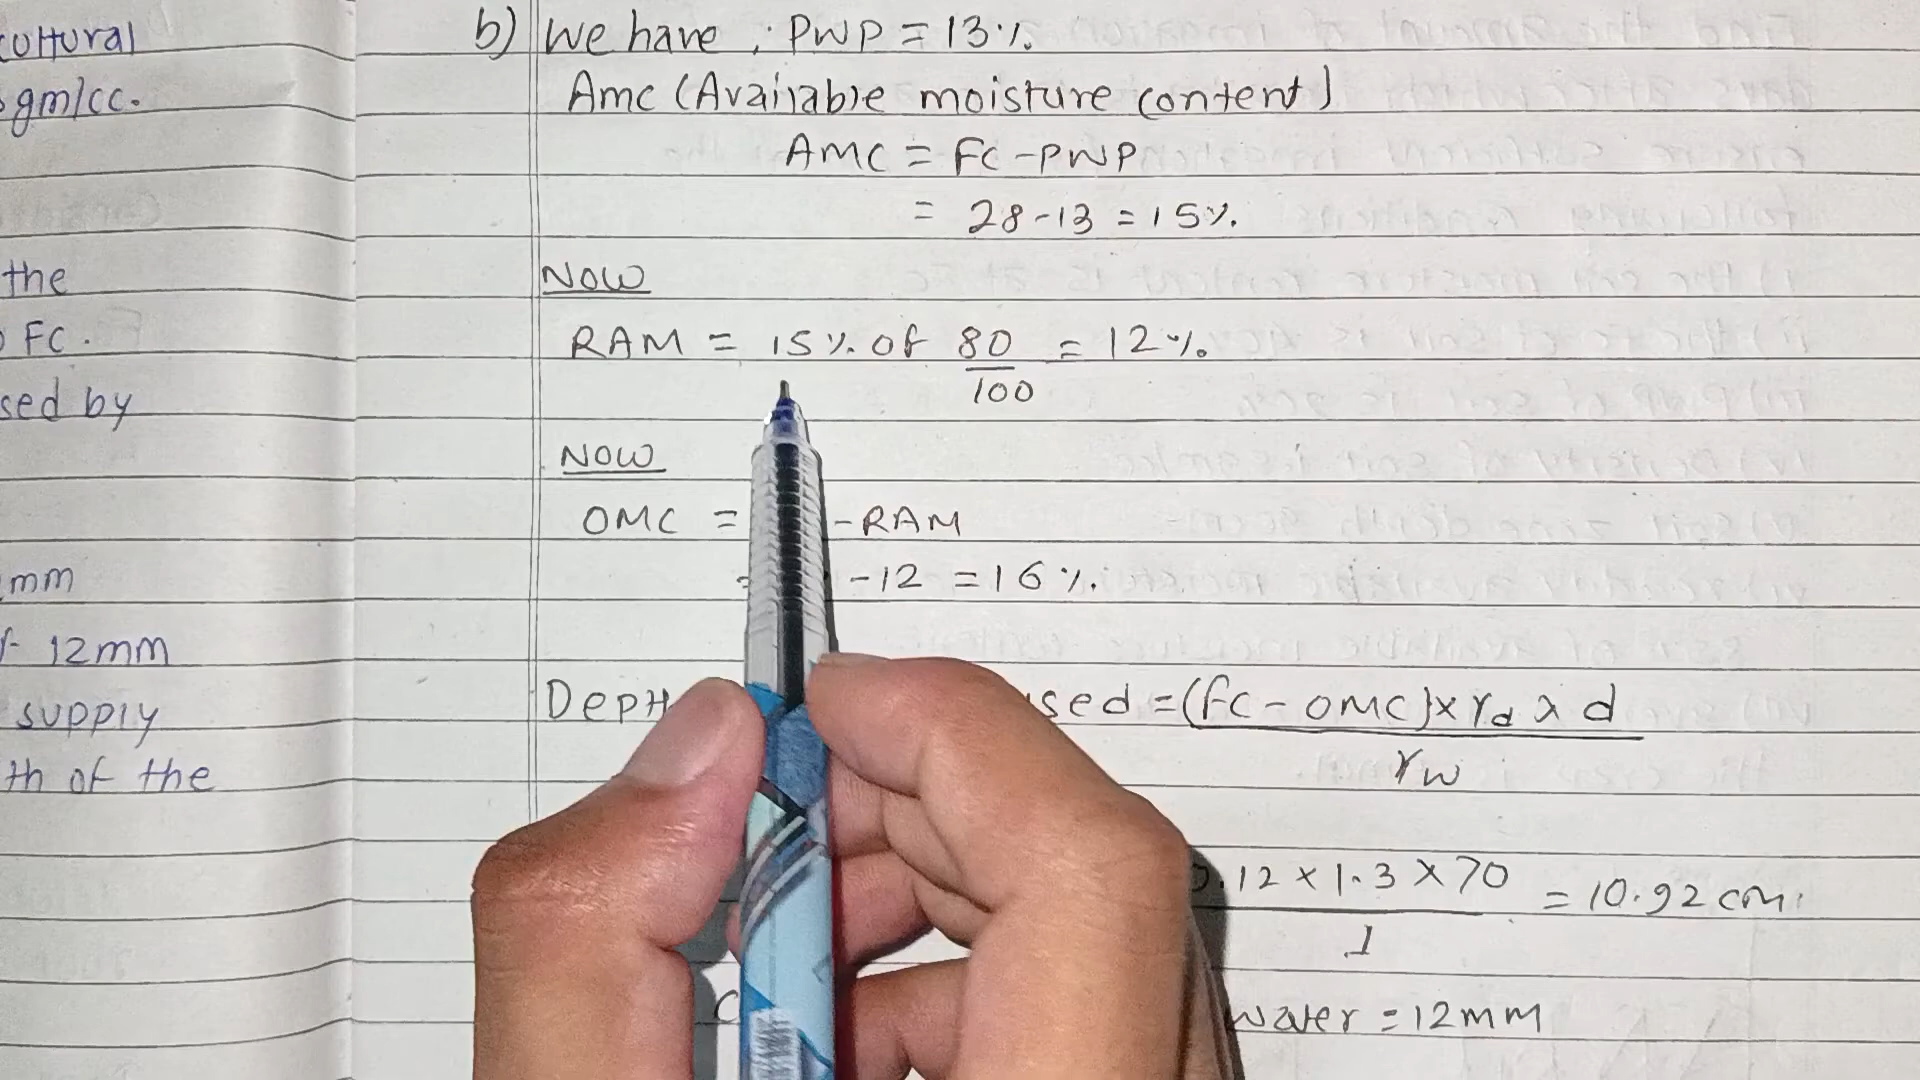 cultural
gm/cc.
the
FC.
sed by
mm
12mm
supply
th of the
b) We have, PWP = 13%
Amc (Available moisture content)
AMC = FC - PWP
= 28 - 13 = 15%.
NOW
RAM = 15% of 80/100 = 12%.
NOW
OMC = - RAM
- 12 = 16%.
Depth sed = (FC - OMC) x γd x d / γw
0.12 x 1.3 x 70 / 1 = 10.92 cm.
water = 12mm